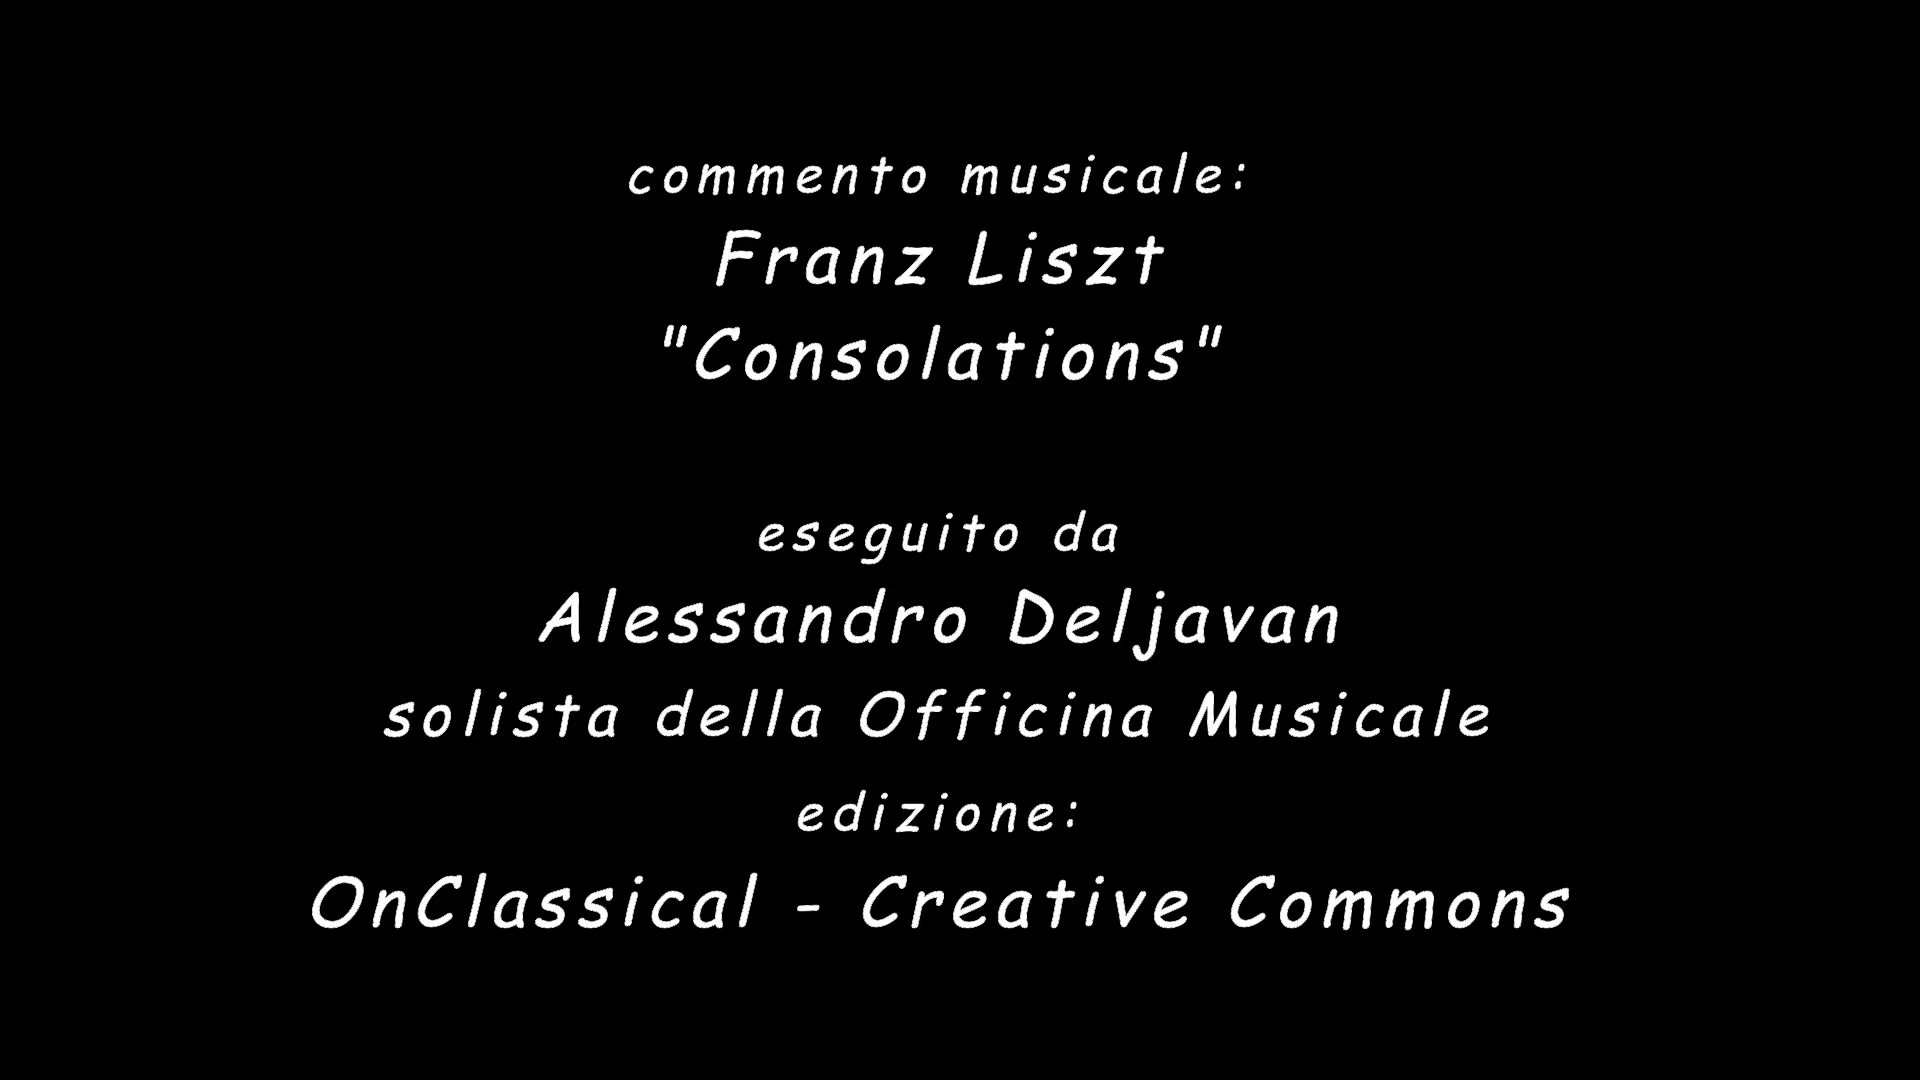 commento musicale:
Franz Liszt
"Consolations"
eseguito da
Alessandro Deljavan
solista della Officina Musicale
edizione:
OnClassical - Creative Commons